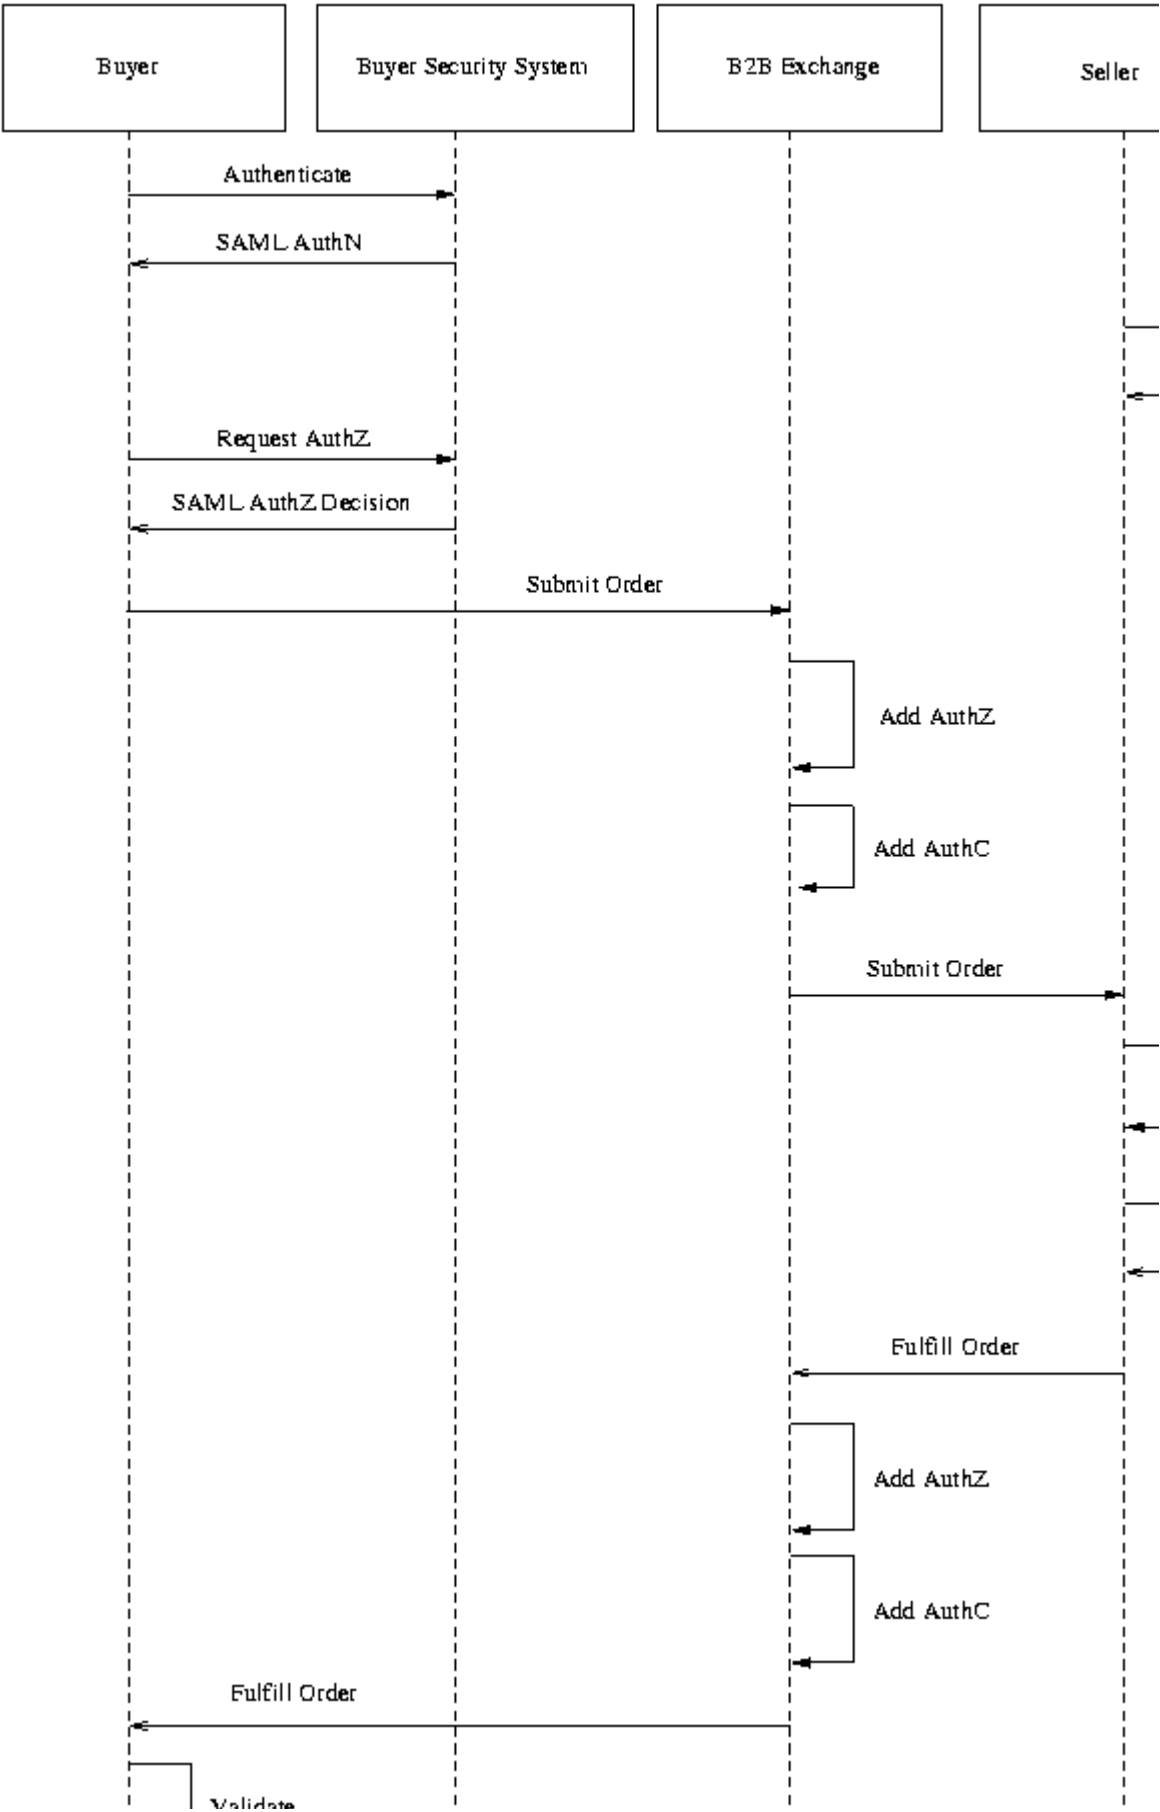 Buyer
Buyer Security System
B2B Exchange
Seller
Authenticate
SAML AuthN
Request AuthZ
SAML AuthZ Decision
Submit Order
Add AuthZ
Add AuthC
Submit Order
Fulfill Order
Add AuthZ
Add AuthC
Fulfill Order
Validate